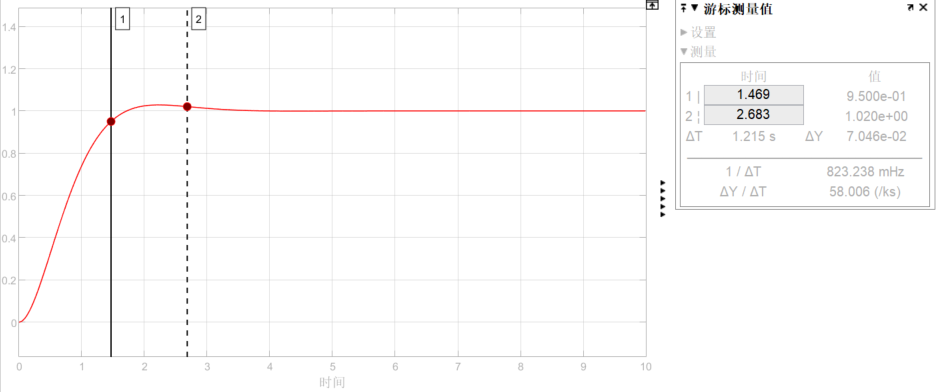 1 2
1.4
1.2
1
0.8
0.6
0.4
0.2
0
0 1 2 3 4 5 6 7 8 9 10
时间
游标测量值
设置
测量
时间 值
1 | 1.469 9.500e-01
2 ¦ 2.683 1.020e+00
ΔT 1.215 s ΔY 7.046e-02
1 / ΔT 823.238 mHz
ΔY / ΔT 58.006 (/ks)